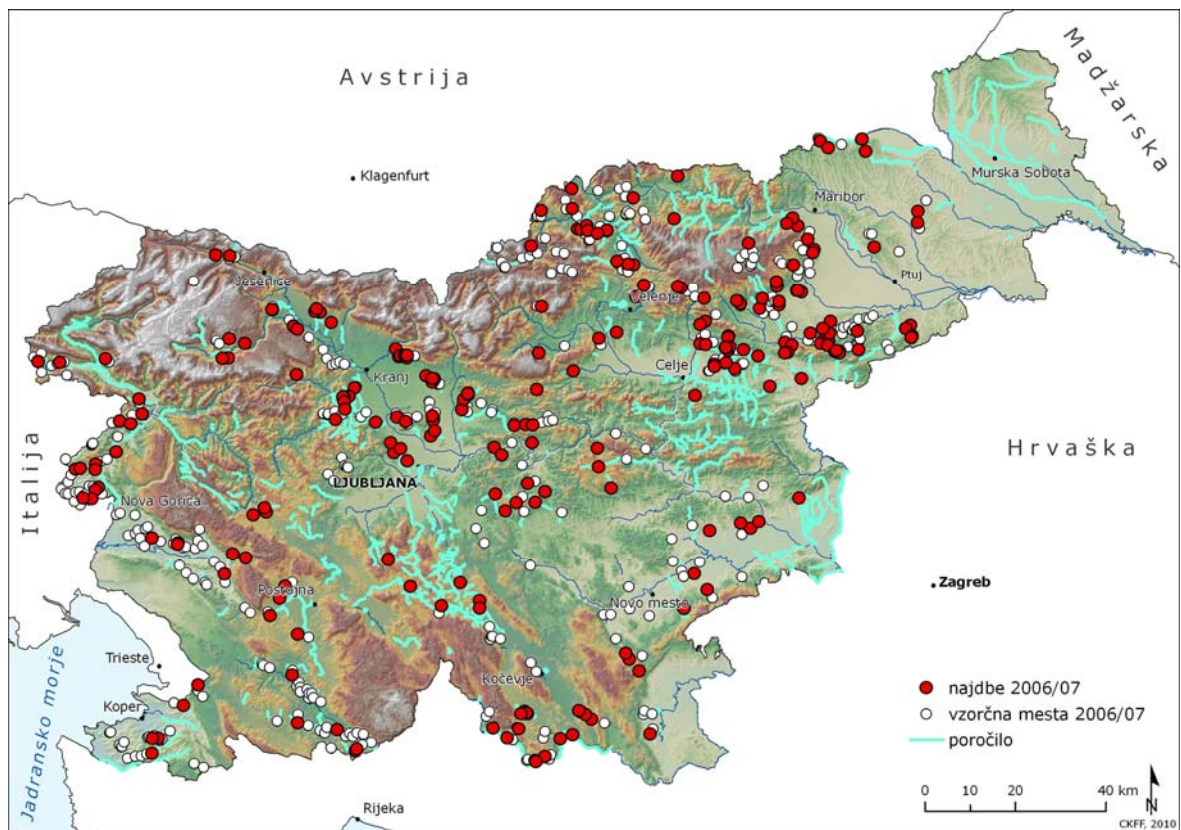 Avstrija
Madžarska
Klagenfurt
Murska Sobota
Maribor
Jesenice
Ptuj
Velenje
Kranj
Celje
Italija
Hrvaška
LJUBLJANA
Nova Gorica
Zagreb
Postojna
Novo mesto
Trieste
Jadransko morje
Kočevje
Koper
najdbe 2006/07
vzorčna mesta 2006/07
poročilo
0 10 20 40 km
N
Rijeka
CKFF, 2010